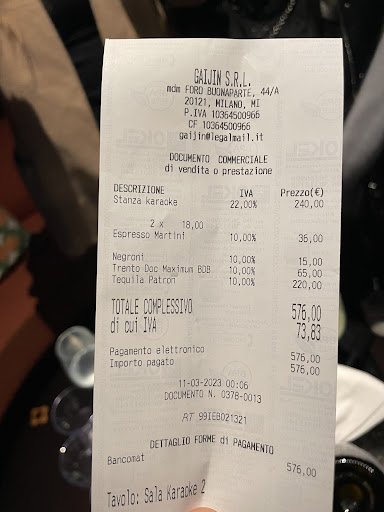 GAIJIN S.R.L.
mdm FORO BUONAPARTE, 44/A
20121, MILANO, MI
P.IVA 10364500966
CF 10364500966
gaijin@legalmail.it
DOCUMENTO COMMERCIALE
di vendita o prestazione
DESCRIZIONE IVA Prezzo(€)
Stanza karaoke 22,00% 240,00
2 x 18,00
Espresso Martini 10,00% 36,00
Negroni 10,00% 15,00
Trento Doc Maximum BDB 10,00% 65,00
Tequila Patron 10,00% 220,00
TOTALE COMPLESSIVO 576,00
di cui IVA 73,83
Pagamento elettronico 576,00
Importo pagato 576,00
11-03-2023 00:06
DOCUMENTO N. 0378-0013
RT 99IEB021321
DETTAGLIO FORME di PAGAMENTO
Bancomat 576,00
Tavolo: Sala Karaoke 2